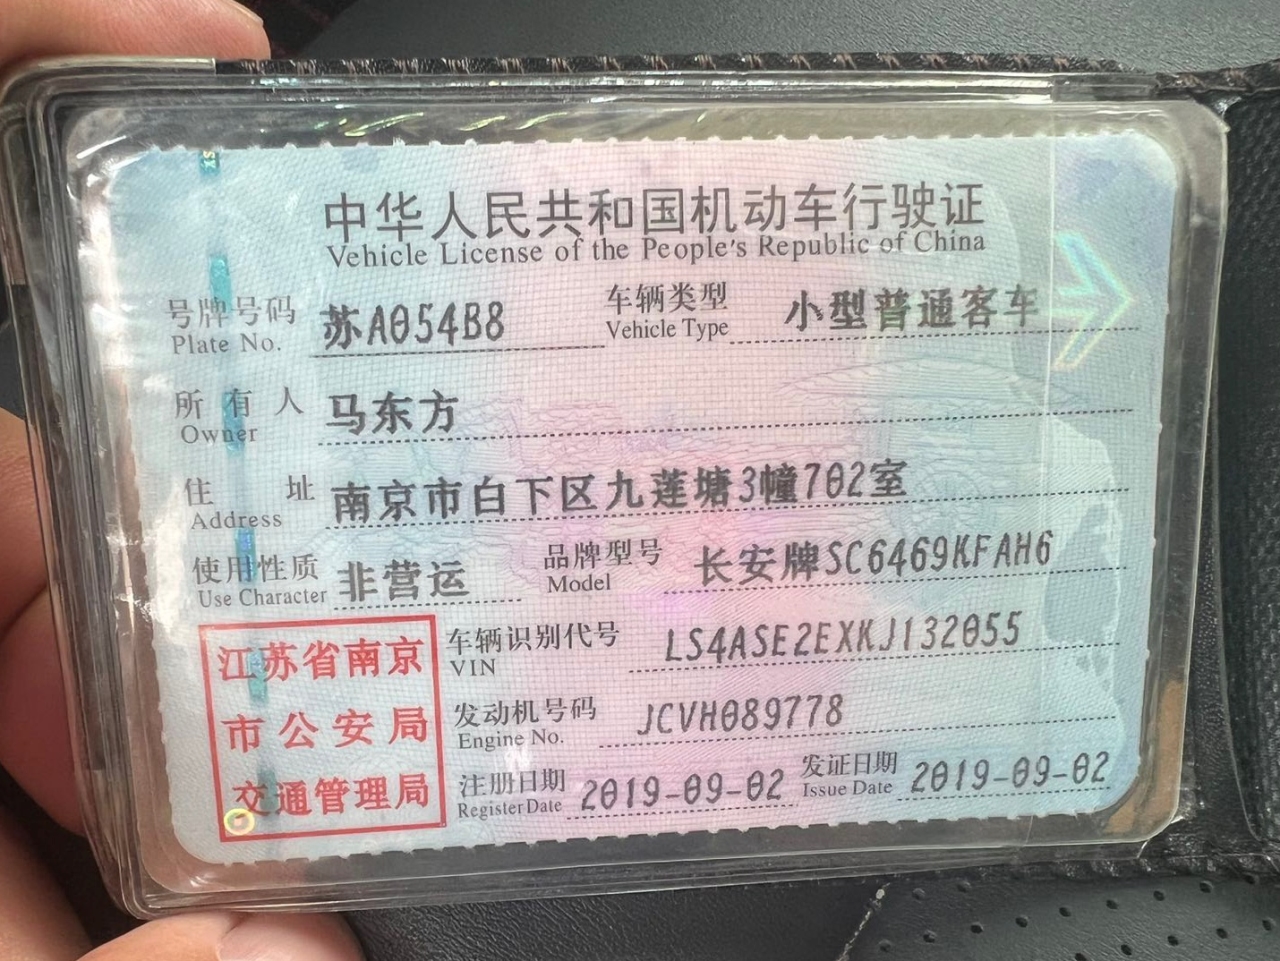 中华人民共和国机动车行驶证
Vehicle License of the People's Republic of China
号牌号码 苏A054B8 车辆类型 小型普通客车
Plate No. Vehicle Type
所有人 马东方
Owner
住址 南京市白下区九莲塘3幢702室
Address
使用性质 非营运 品牌型号 长安牌SC6469KFAH6
Use Character Model
江苏省南京
市公安局
交通管理局
车辆识别代号 LS4ASE2EXKJ132055
VIN
发动机号码 JCVH089778
Engine No.
注册日期 2019-09-02 发证日期 2019-09-02
Register Date Issue Date